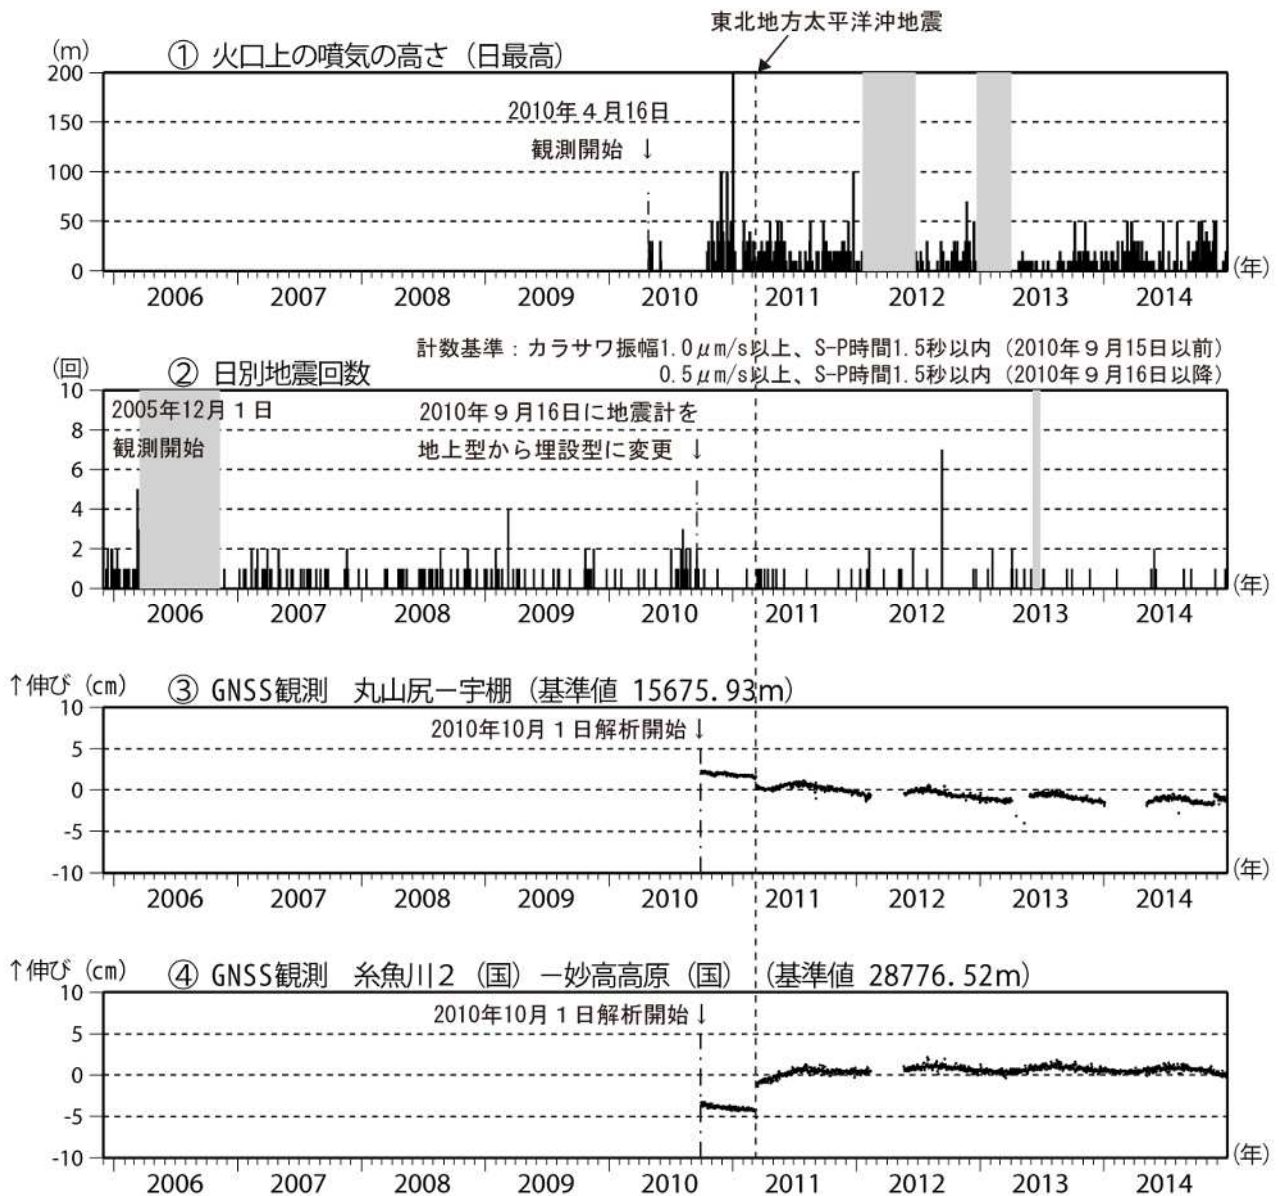 東北地方太平洋沖地震
(m) ① 火口上の噴気の高さ（日最高）
200
150
100
50
0
2010年４月16日
観測開始 ↓
2006 2007 2008 2009 2010 2011 2012 2013 2014 (年)
計数基準：カラサワ振幅1.0μm/s以上、S-P時間1.5秒以内（2010年９月15日以前）
(回) ② 日別地震回数 0.5μm/s以上、S-P時間1.5秒以内（2010年９月16日以降）
10
8
6
4
2
0
2005年12月１日
観測開始
2010年９月16日に地震計を
地上型から埋設型に変更 ↓
2006 2007 2008 2009 2010 2011 2012 2013 2014 (年)
↑伸び (cm) ③ GNSS観測 丸山尻－宇棚（基準値 15675.93m）
10
5
0
-5
-10
2010年10月１日解析開始↓
2006 2007 2008 2009 2010 2011 2012 2013 2014 (年)
↑伸び (cm) ④ GNSS観測 糸魚川２（国）－妙高高原（国）（基準値 28776.52m）
10
5
0
-5
-10
2010年10月１日解析開始↓
2006 2007 2008 2009 2010 2011 2012 2013 2014 (年)